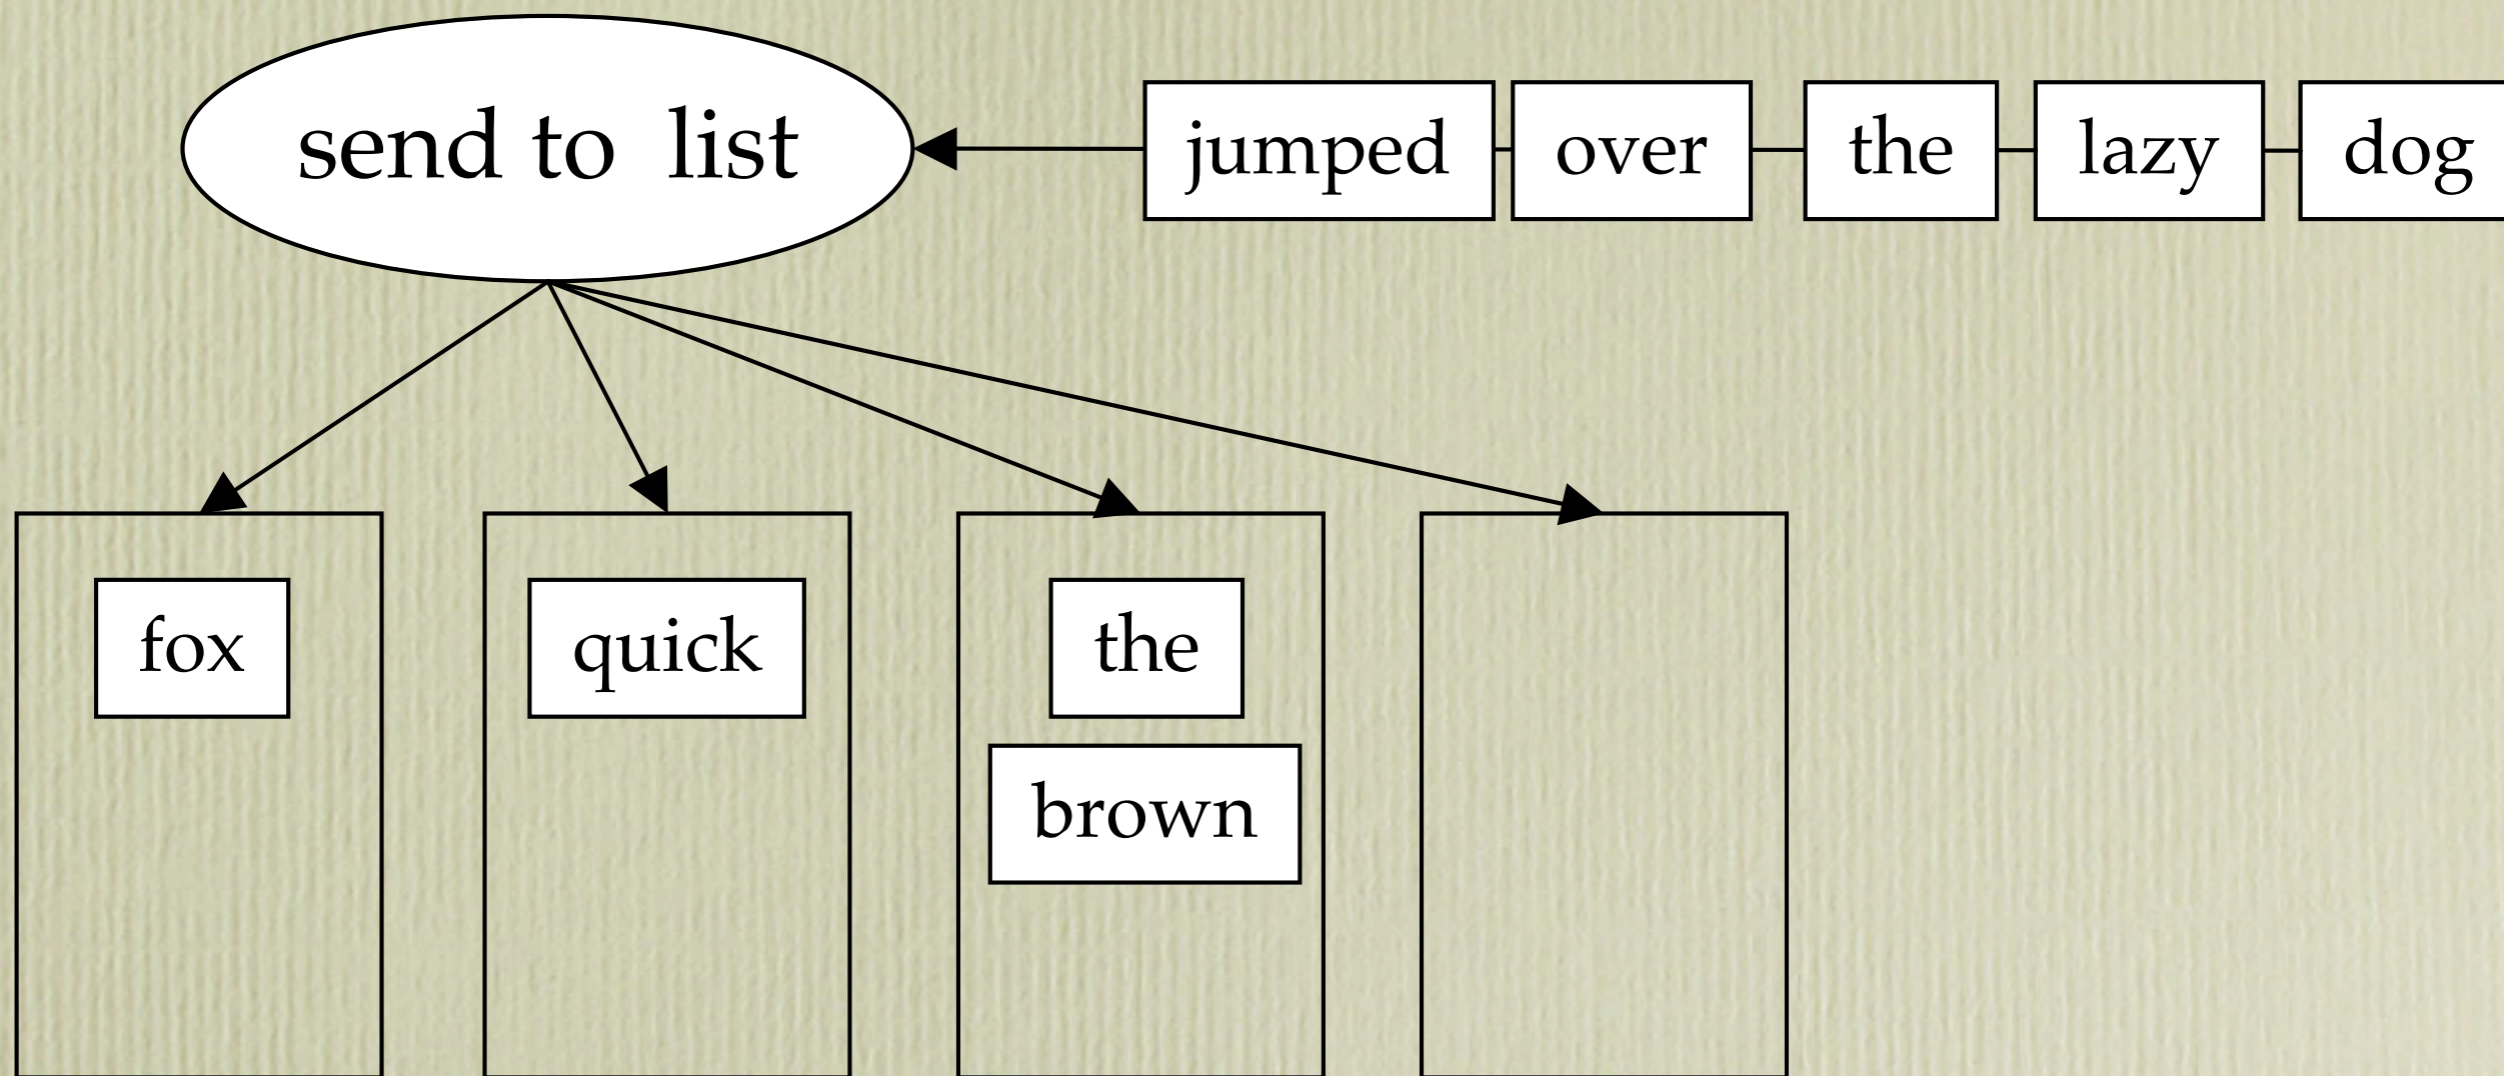 send to list
jumped over the lazy dog
fox quick the
brown